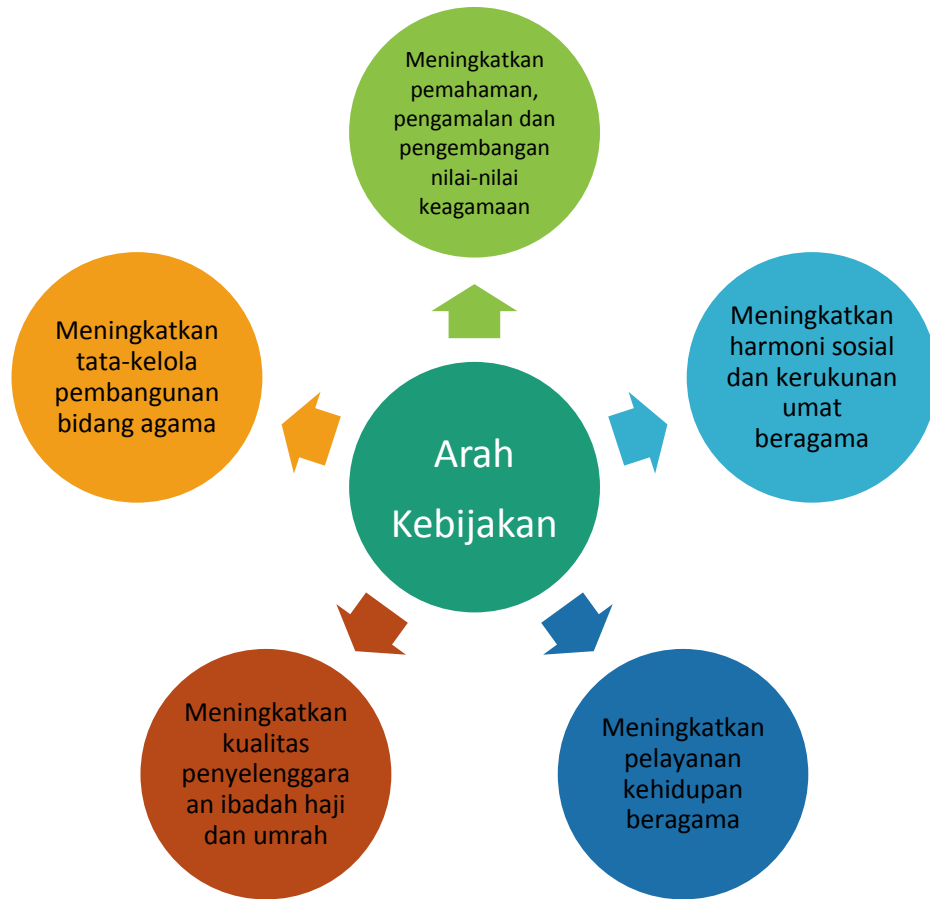 Meningkatkan
pemahaman,
pengamalan dan
pengembangan
nilai-nilai
keagamaan
Meningkatkan
harmoni sosial
dan kerukunan
umat
beragama
Meningkatkan
pelayanan
kehidupan
beragama
Meningkatkan
kualitas
penyelenggara
an ibadah haji
dan umrah
Meningkatkan
tata-kelola
pembangunan
bidang agama
Arah
Kebijakan